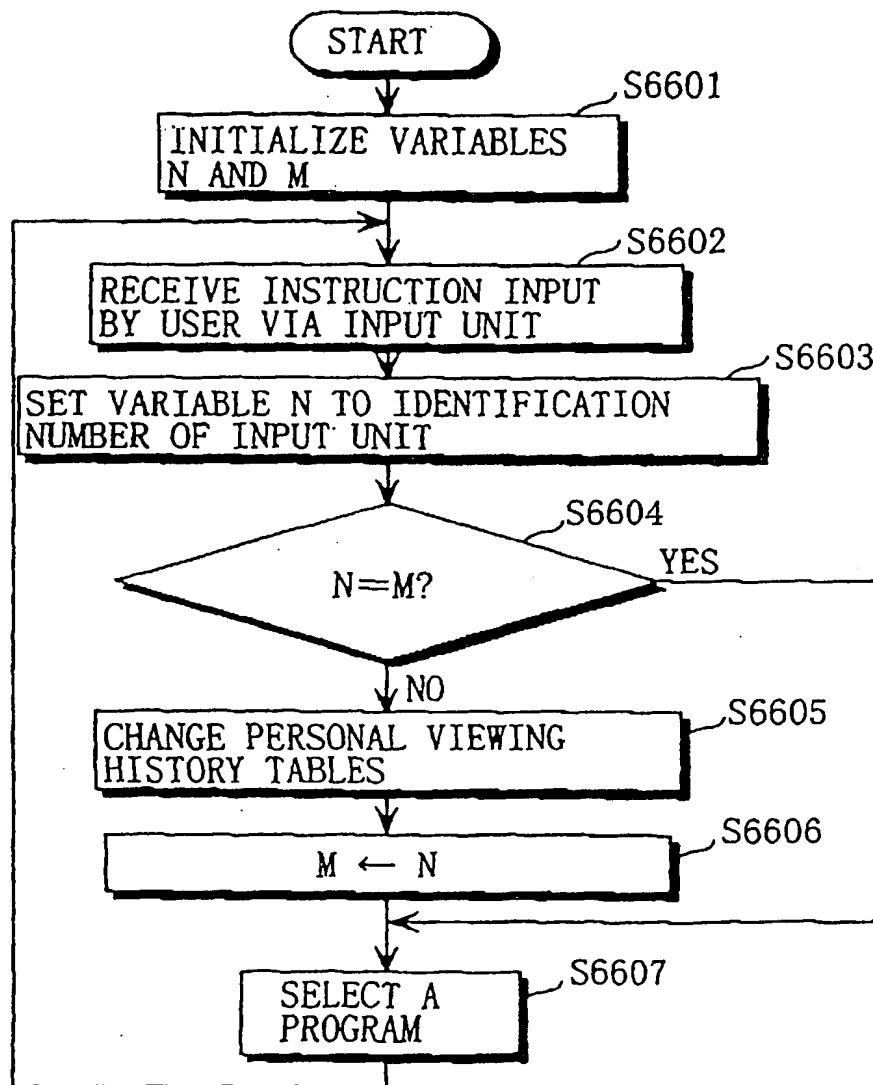 START
S6601
INITIALIZE VARIABLES
N AND M
S6602
RECEIVE INSTRUCTION INPUT
BY USER VIA INPUT UNIT
S6603
SET VARIABLE N TO IDENTIFICATION
NUMBER OF INPUT UNIT
S6604
N==M?
YES
NO
S6605
CHANGE PERSONAL VIEWING
HISTORY TABLES
S6606
M ← N
S6607
SELECT A
PROGRAM